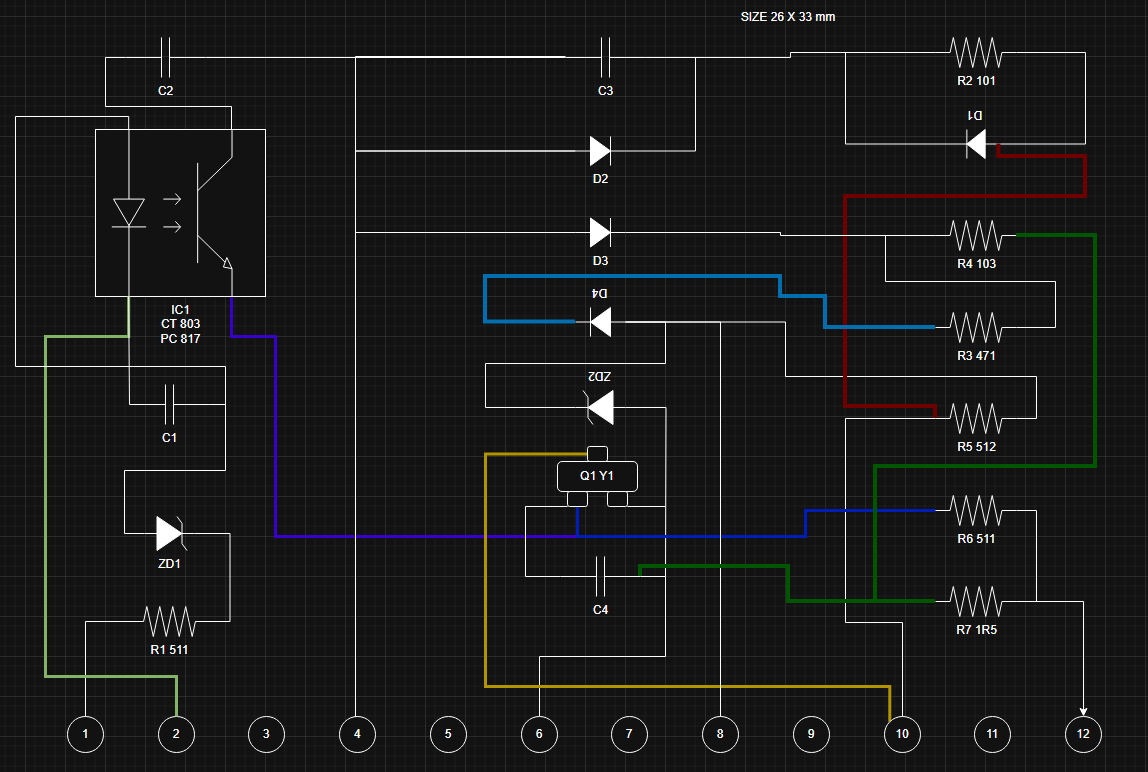 SIZE 26 X 33 mm
C2
C3
R2 101
D1
D2
D3
R4 103
D4
IC1
CT 803
PC 817
R3 471
ZD2
C1
R5 512
Q1 Y1
R6 511
ZD1
C4
R1 511
R7 1R5
1
2
3
4
5
6
7
8
9
10
11
12